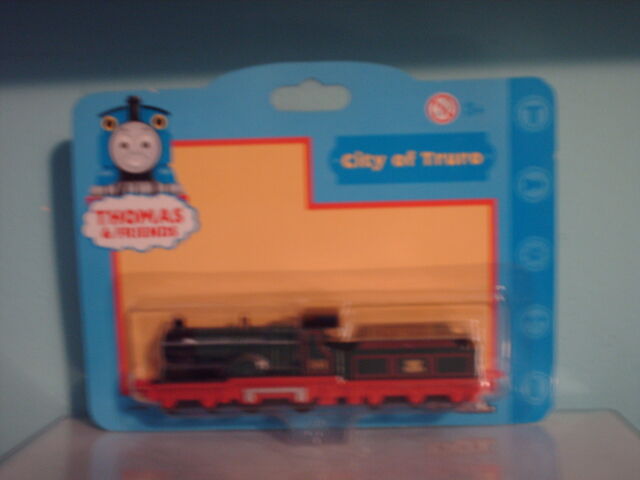 City of Truro
THOMAS
& FRIENDS